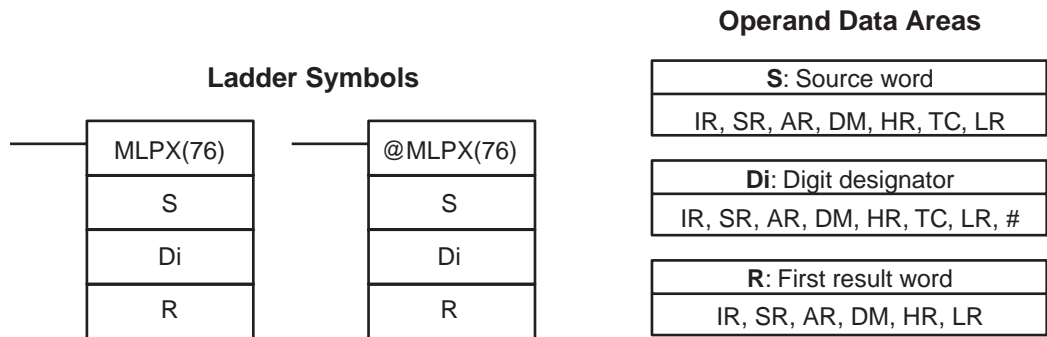 Ladder Symbols
MLPX(76)
S
Di
R
@MLPX(76)
S
Di
R
Operand Data Areas
S: Source word
IR, SR, AR, DM, HR, TC, LR
Di: Digit designator
IR, SR, AR, DM, HR, TC, LR, #
R: First result word
IR, SR, AR, DM, HR, LR